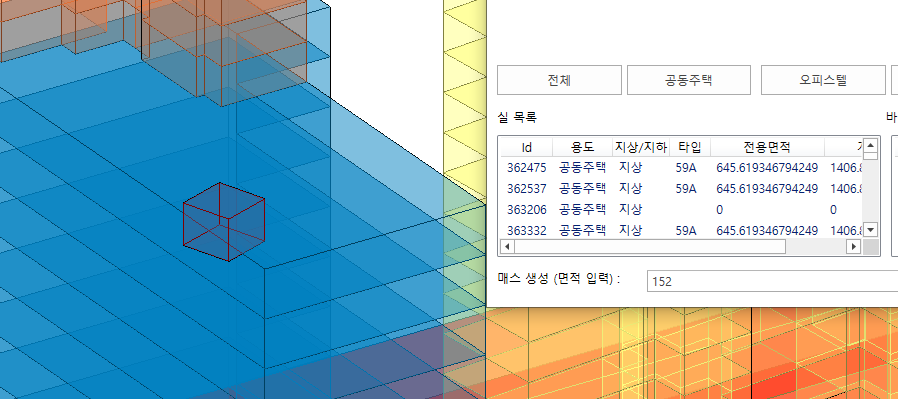 전체 공동주택 오피스텔
실 목록 바
Id 용도 지상/지하 타입 전용면적
362475 공동주택 지상 59A 645.619346794249 1406.8
362537 공동주택 지상 59A 645.619346794249 1406.8
363206 공동주택 지상 0 0
363332 공동주택 지상 59A 645.619346794249 1406.8
매스 생성 (면적 입력) : 152